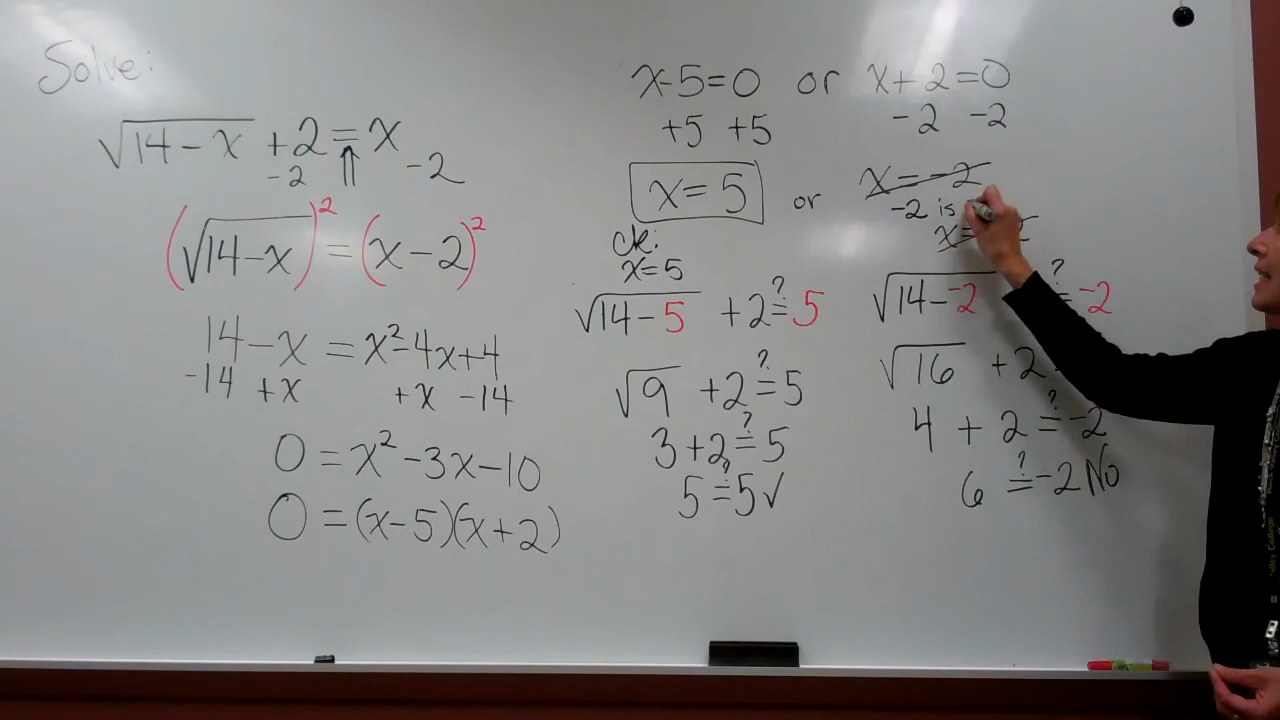 Solve:
√14-x +2 = x
-2 -2
(√14-x)² = (x-2)²
14-x = x²-4x+4
-14 +x +x -14
0 = x²-3x-10
0 = (x-5)(x+2)
x-5=0 or x+2=0
+5 +5 -2 -2
x=5 or x=-2
-2 is
ck:
x=5
√14-5 +2 ?= 5
√9 +2 ?= 5
3+2 ?= 5
5 ?= 5 ✓
x=
√14--2 ?= -2
√16 +2
4 + 2 ?= -2
6 ?= -2 No